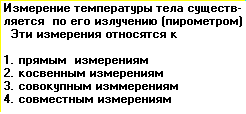 Измерение температуры тела существ-
ляется по его излучению (пирометром)
Эти измерения относятся к
1. прямым измерениям
2. косвенным измерениям
3. совокупным изммерениям
4. совместным измерениям